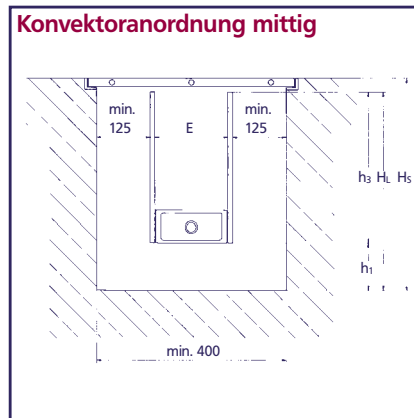 Konvektoranordnung mittig
min. min.
125 E 125
h3 HL HS
h1
min. 400